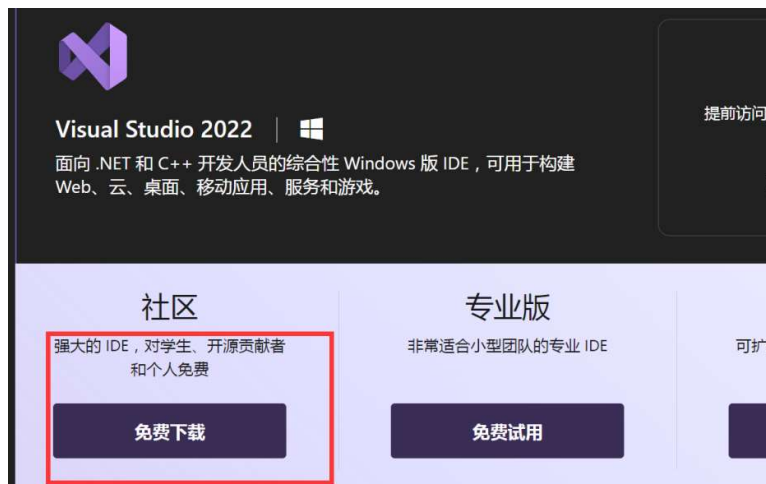 Visual Studio 2022
面向 .NET 和 C++ 开发人员的综合性 Windows 版 IDE，可用于构建
Web、云、桌面、移动应用、服务和游戏。
提前访问
社区
强大的 IDE，对学生、开源贡献者
和个人免费
免费下载
专业版
非常适合小型团队的专业 IDE
免费试用
可扩